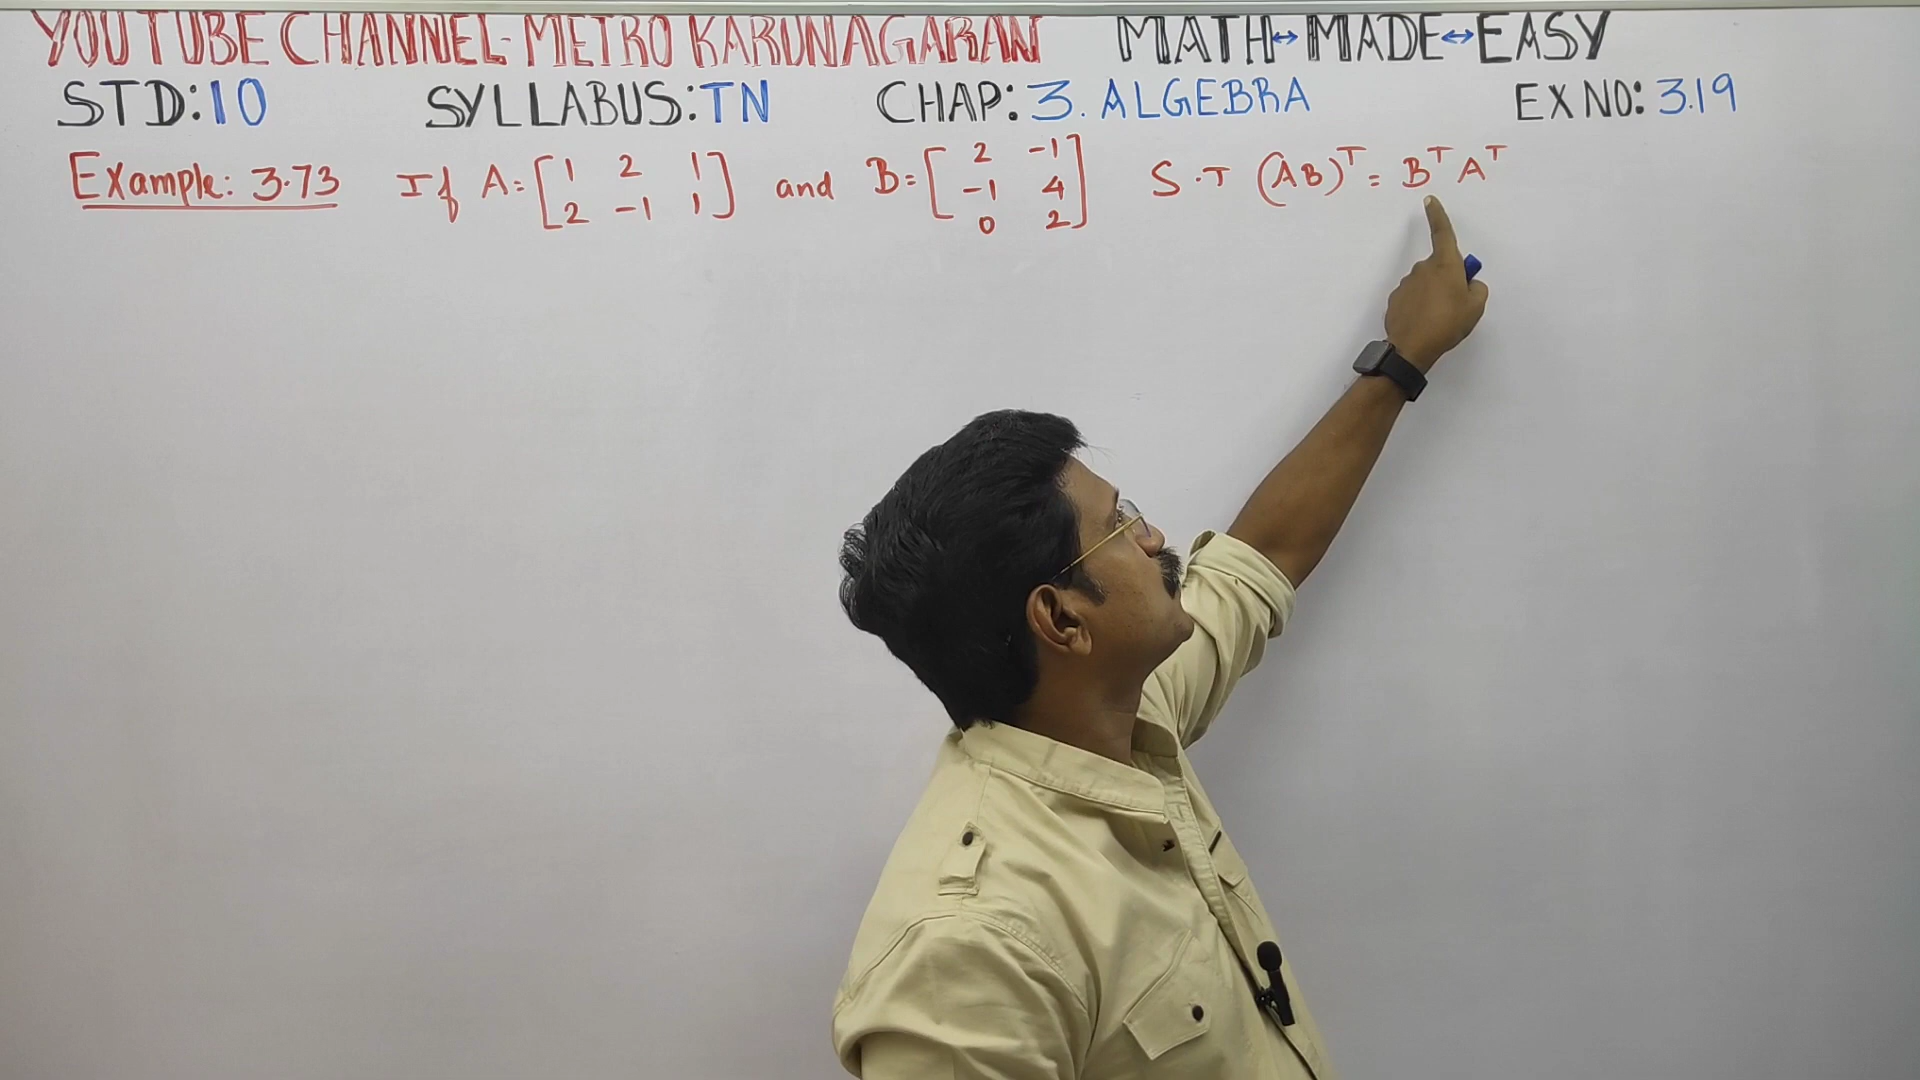 YOUTUBE CHANNEL-METRO KARUNAGARAN MATH↔MADE↔EASY
STD:10 SYLLABUS:TN CHAP:3. ALGEBRA EX NO: 3.19
Example: 3.73 If A= [1 2 1; 2 -1 1] and B= [2 -1; -1 4; 0 2] S.T (AB)ᵀ = BᵀAᵀ